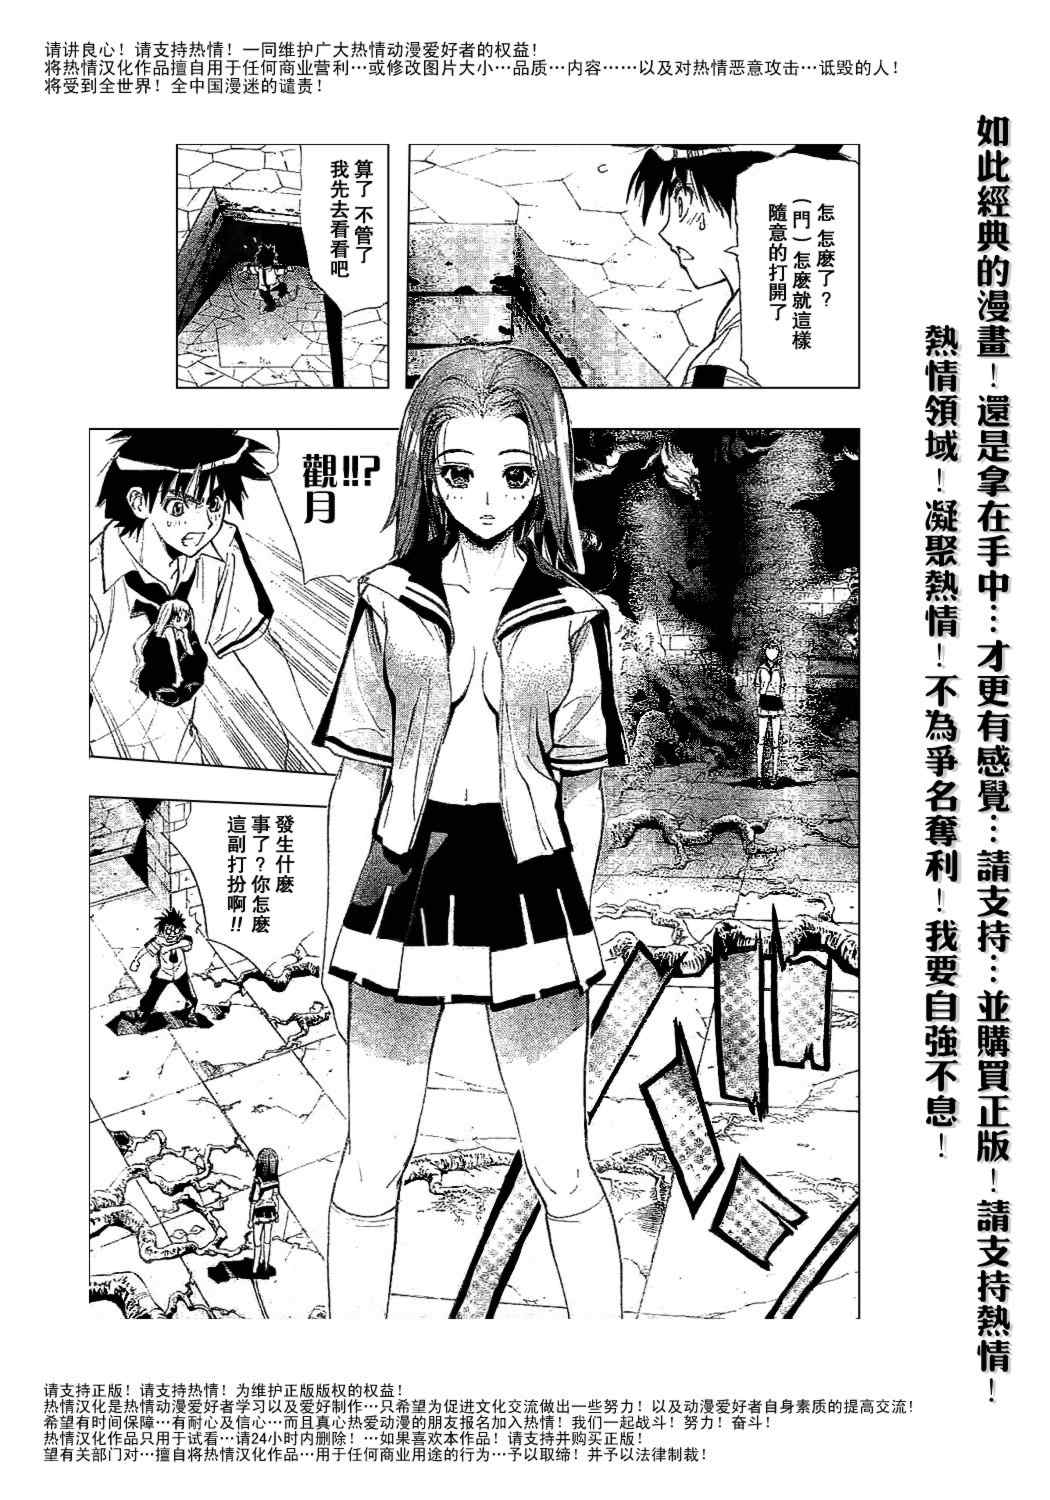 请讲良心！请支持热情！一同维护广大热情动漫爱好者的权益！
将热情汉化作品擅自用于任何商业营利…或修改图片大小…品质…内容……以及对热情恶意攻击…诋毁的人！
将受到全世界！全中国漫迷的谴责！
如此經典的漫畫！還是拿在手中…才更有感覺…請支持…並購買正版！請支持熱情！
熱情領域！凝聚熱情！不為爭名奪利！我要自強不息！
怎 怎麼了？
（門）怎麼就這樣
隨意的打開了
算了 不管了
我先去看看吧
觀月!!?
發生什麼
事了？你怎麼
這副打扮啊!!
请支持正版！请支持热情！为维护正版版权的权益！
热情汉化是热情动漫爱好者学习以及爱好制作…只希望为促进文化交流做出一些努力！以及动漫爱好者自身素质的提高交流！
希望有时间保障…有耐心及信心…而且真心热爱动漫的朋友报名加入热情！我们一起战斗！努力！奋斗！
热情汉化作品只用于试看…请24小时内删除！…如果喜欢本作品！请支持并购买正版！
望有关部门对…擅自将热情汉化作品…用于任何商业用途的行为…予以取缔！并予以法律制裁！